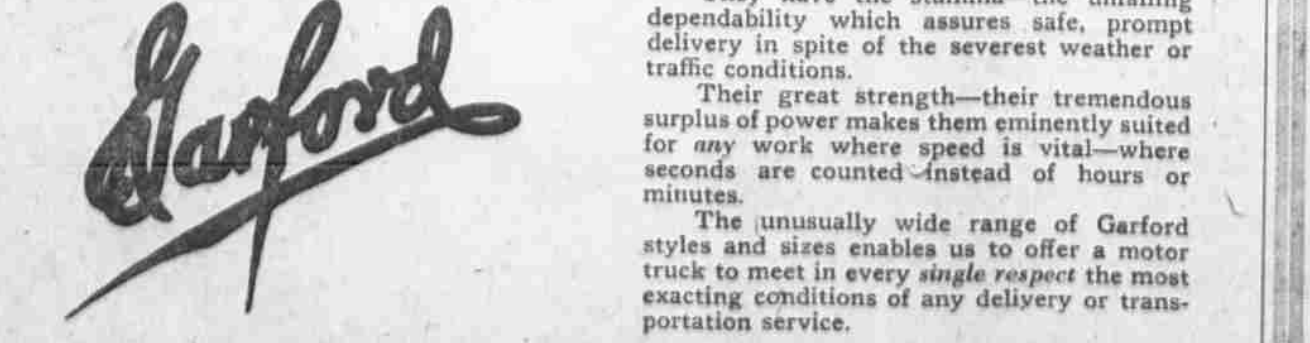 Garford
dependability which assures safe, prompt
delivery in spite of the severest weather or
traffic conditions.
Their great strength—their tremendous
surplus of power makes them eminently suited
for any work where speed is vital—where
seconds are counted instead of hours or
minutes.
The unusually wide range of Garford
styles and sizes enables us to offer a motor
truck to meet in every single respect the most
exacting conditions of any delivery or trans-
portation service.